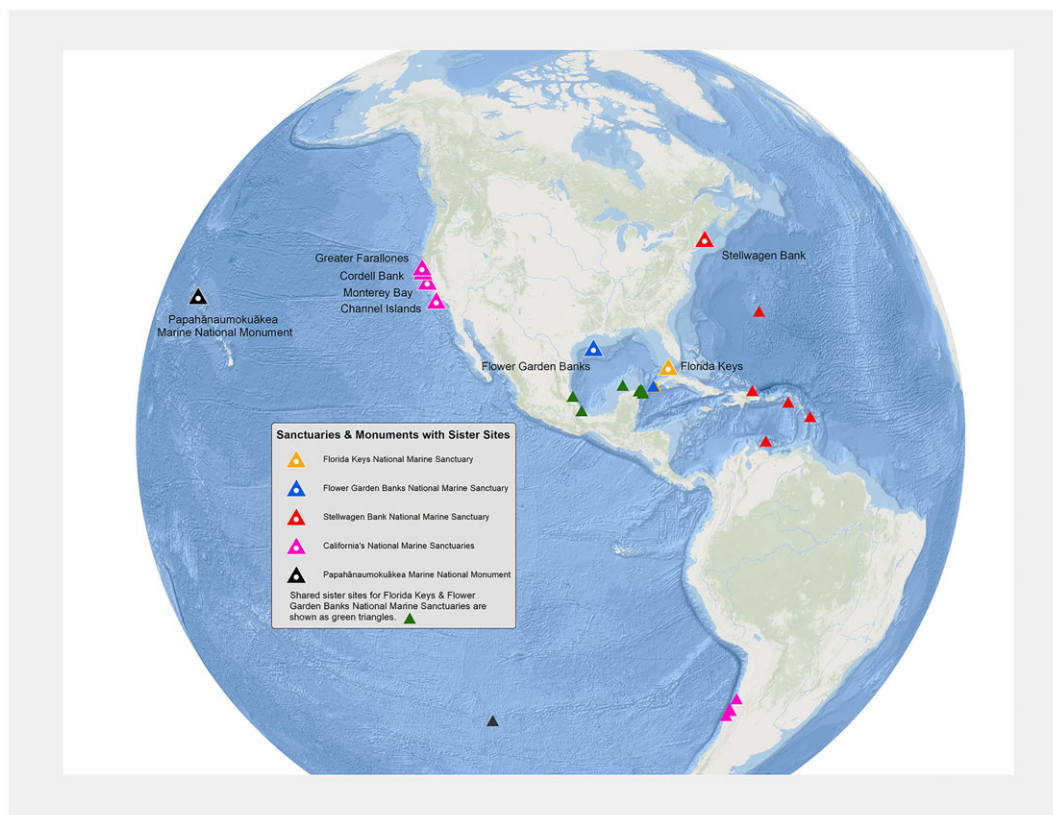 Greater Farallones
Cordell Bank
Monterey Bay
Channel Islands
Stellwagen Bank
Papahānaumokuākea
Marine National Monument
Flower Garden Banks
Florida Keys
Sanctuaries & Monuments with Sister Sites
Florida Keys National Marine Sanctuary
Flower Garden Banks National Marine Sanctuary
Stellwagen Bank National Marine Sanctuary
California's National Marine Sanctuaries
Papahānaumokuākea Marine National Monument
Shared sister sites for Florida Keys & Flower
Garden Banks National Marine Sanctuaries are
shown as green triangles.